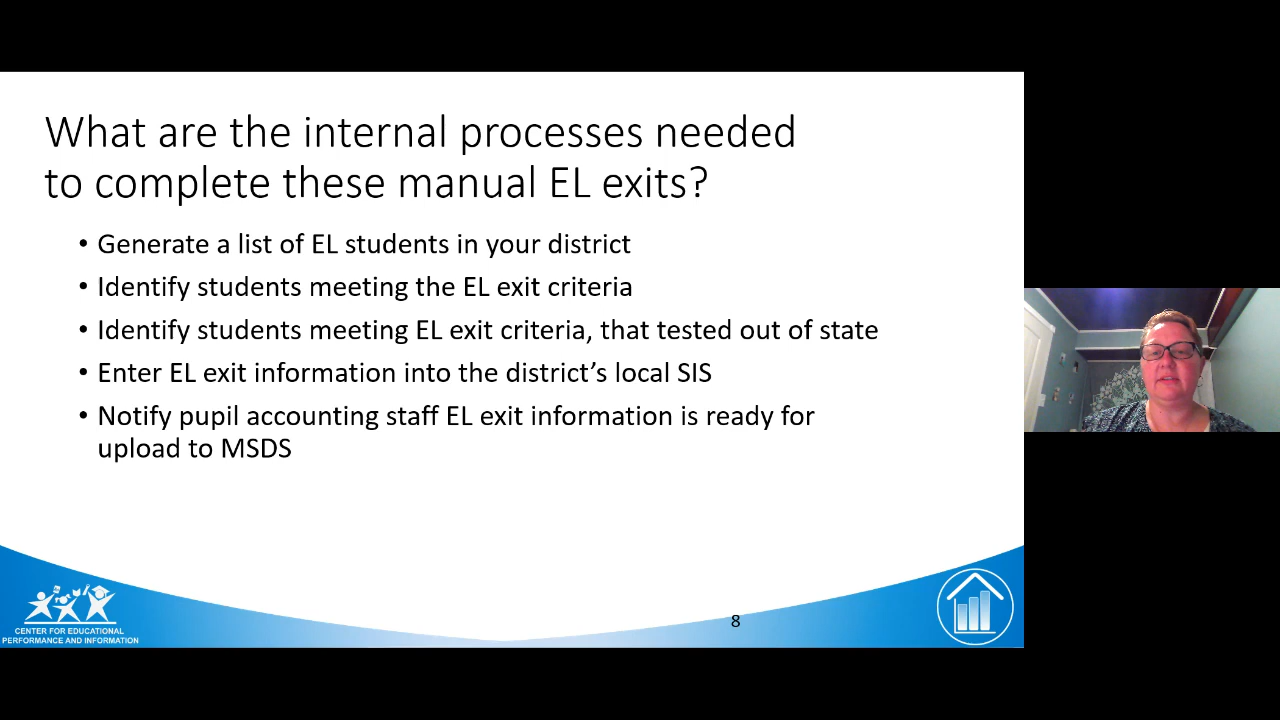 What are the internal processes needed
to complete these manual EL exits?
• Generate a list of EL students in your district
• Identify students meeting the EL exit criteria
• Identify students meeting EL exit criteria, that tested out of state
• Enter EL exit information into the district’s local SIS
• Notify pupil accounting staff EL exit information is ready for
upload to MSDS
CENTER FOR EDUCATIONAL
PERFORMANCE AND INFORMATION
8